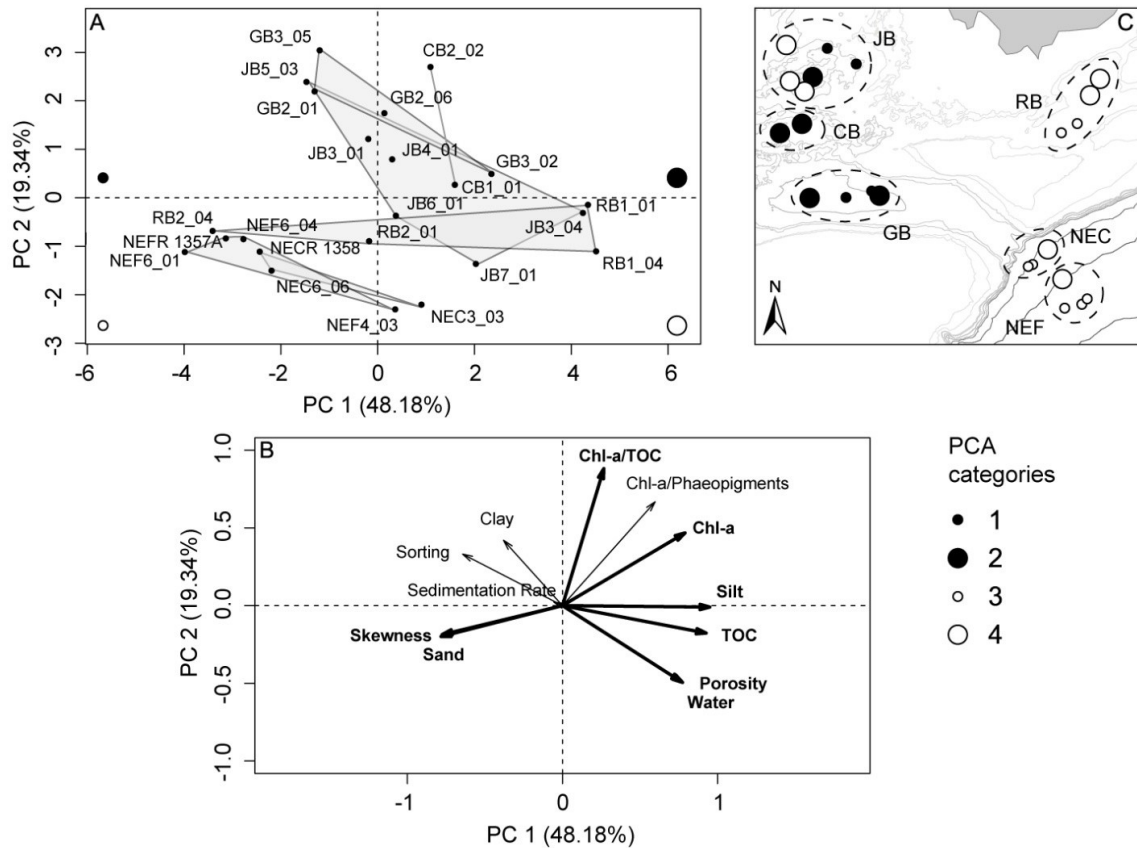 A
C
GB3_05
CB2_02
JB5_03
GB2_01
GB2_06
JB3_01
JB4_01
GB3_02
CB1_01
JB6_01
RB1_01
RB2_04
NEF6_04
RB2_01
JB3_04
NEFR 1357A
NECR 1358
NEF6_01
JB7_01
RB1_04
NEC6_06
NEF4_03
NEC3_03
3
2
1
0
-1
-2
-3
PC 2 (19.34%)
-6 -4 -2 0 2 4 6
PC 1 (48.18%)
JB
RB
CB
GB
NEC
NEF
N
B
Chl-a/TOC
Chl-a/Phaeopigments
Clay
Chl-a
Sorting
Sedimentation Rate
Silt
Skewness
TOC
Sand
Porosity
Water
1.0
0.5
0.0
-0.5
-1.0
PC 2 (19.34%)
-1 0 1
PC 1 (48.18%)
PCA
categories
1
2
3
4